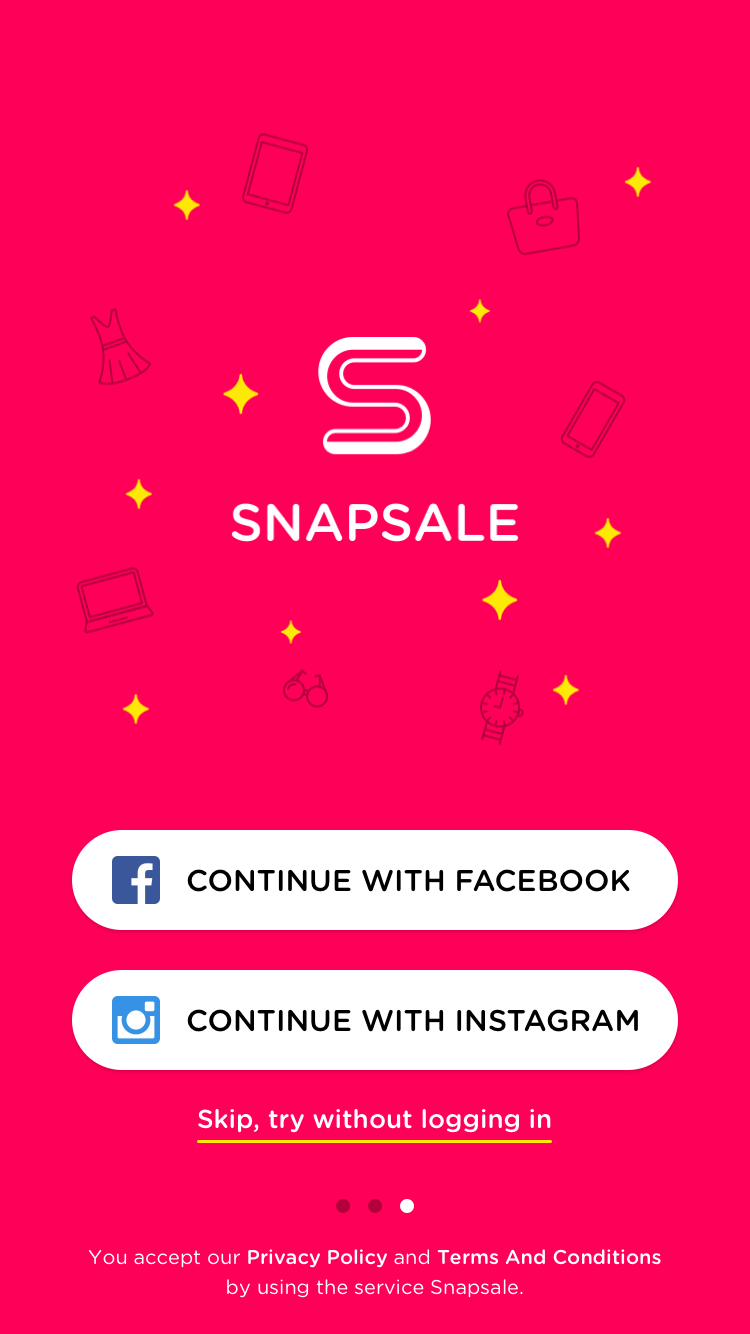 SNAPSALE
CONTINUE WITH FACEBOOK
CONTINUE WITH INSTAGRAM
Skip, try without logging in
You accept our Privacy Policy and Terms And Conditions
by using the service Snapsale.